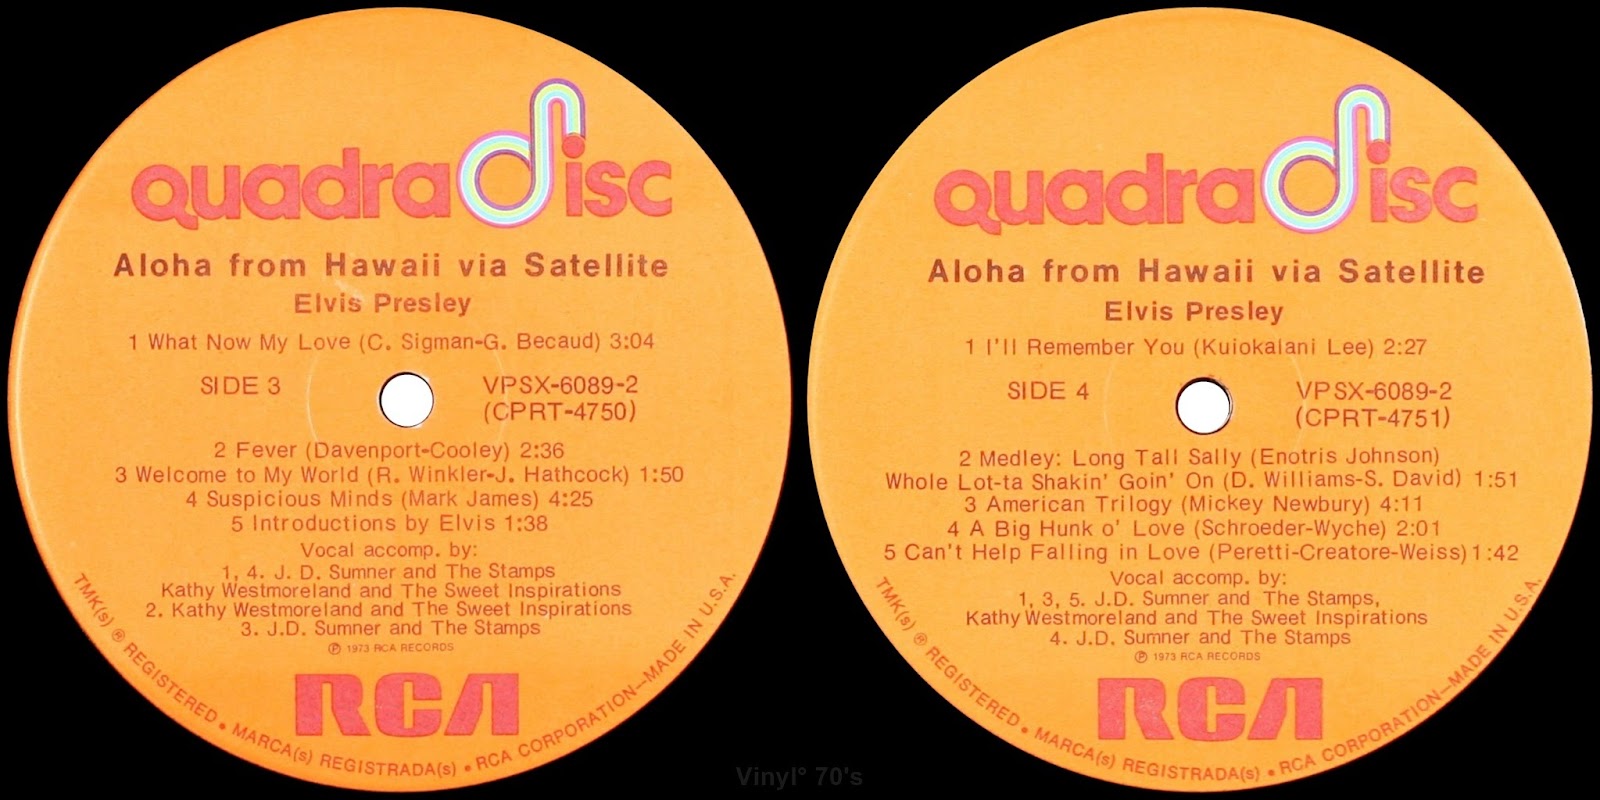 quadradisc
Aloha from Hawaii via Satellite
Elvis Presley
1 What Now My Love (C. Sigman-G. Becaud) 3:04
SIDE 3
VPSX-6089-2
(CPRT-4750)
2 Fever (Davenport-Cooley) 2:36
3 Welcome to My World (R. Winkler-J. Hathcock) 1:50
4 Suspicious Minds (Mark James) 4:25
5 Introductions by Elvis 1:38
Vocal accomp. by:
1, 4. J. D. Sumner and The Stamps
Kathy Westmoreland and The Sweet Inspirations
2. Kathy Westmoreland and The Sweet Inspirations
3. J.D. Sumner and The Stamps
℗ 1973 RCA RECORDS
RCA
TMK(s) ® REGISTERED • MARCA(s) REGISTRADA(s) • RCA CORPORATION—MADE IN U.S.A.
quadradisc
Aloha from Hawaii via Satellite
Elvis Presley
1 I'll Remember You (Kuiokalani Lee) 2:27
SIDE 4
VPSX-6089-2
(CPRT-4751)
2 Medley: Long Tall Sally (Enotris Johnson)
Whole Lot-ta Shakin' Goin' On (D. Williams-S. David) 1:51
3 American Trilogy (Mickey Newbury) 4:11
4 A Big Hunk o' Love (Schroeder-Wyche) 2:01
5 Can't Help Falling in Love (Peretti-Creatore-Weiss) 1:42
Vocal accomp. by:
1, 3, 5. J.D. Sumner and The Stamps,
Kathy Westmoreland and The Sweet Inspirations
4. J.D. Sumner and The Stamps
℗ 1973 RCA RECORDS
RCA
TMK(s) ® REGISTERED • MARCA(s) REGISTRADA(s) • RCA CORPORATION—MADE IN U.S.A.
Vinyl° 70's